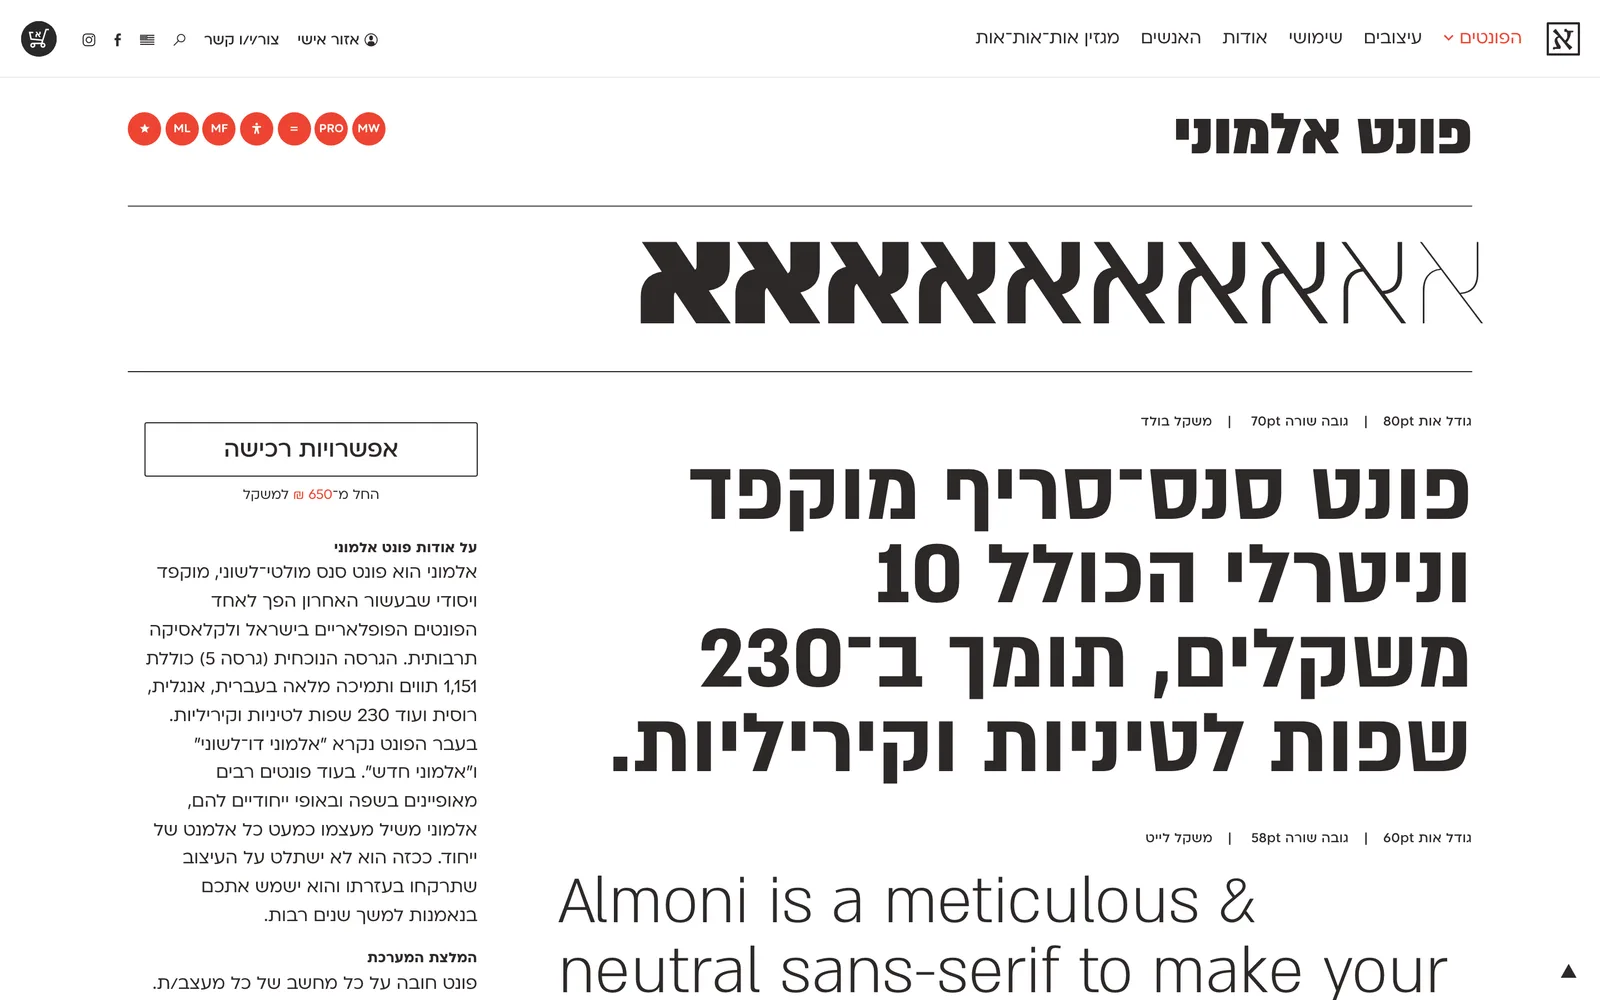 א
הפונטים
עיצובים
שימושי
אודות
האנשים
מגזין אות־אות־אות
אזור אישי
צור/י/ו קשר
א
פונט אלמוני
ML
MF
=
PRO
MW
א א א א א א א א א א
גודל אות 80pt | גובה שורה 70pt | משקל בולד
פונט סנס־סריף מוקפד
וניטרלי הכולל 10
משקלים, תומך ב־230
שפות לטיניות וקיריליות.
גודל אות 60pt | גובה שורה 58pt | משקל לייט
Almoni is a meticulous &
neutral sans-serif to make your
אפשרויות רכישה
החל מ־650 ₪ למשקל
על אודות פונט אלמוני
אלמוני הוא פונט סנס מולטי־לשוני, מוקפד
ויסודי שבעשור האחרון הפך לאחד
הפונטים הפופלאריים בישראל ולקלאסיקה
תרבותית. הגרסה הנוכחית (גרסה 5) כוללת
1,151 תווים ותמיכה מלאה בעברית, אנגלית,
רוסית ועוד 230 שפות לטיניות וקיריליות.
בעבר הפונט נקרא "אלמוני דו־לשוני"
ו"אלמוני חדש". בעוד פונטים רבים
מאופיינים בשפה ובאופי ייחודיים להם,
אלמוני משיל מעצמו כמעט כל אלמנט של
ייחוד. ככזה הוא לא ישתלט על העיצוב
שתרקחו בעזרתו והוא ישמש אתכם
בנאמנות למשך שנים רבות.
המלצת המערכת
פונט חובה על כל מחשב של כל מעצב/ת.